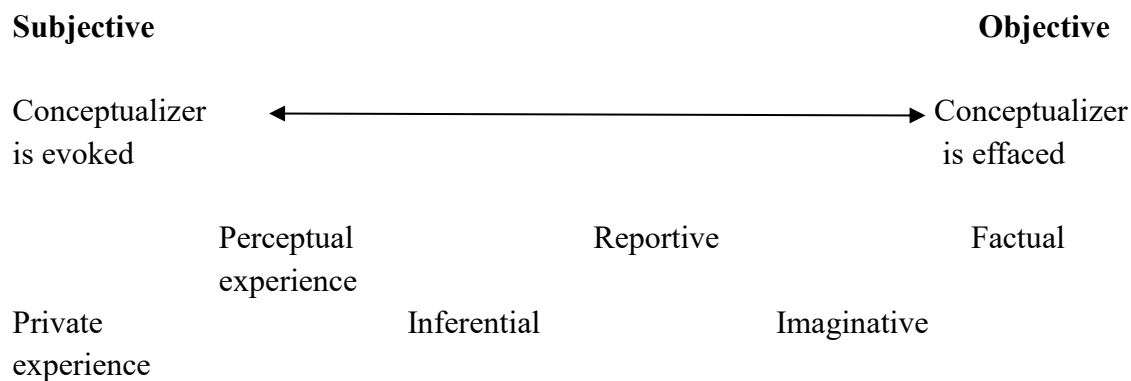 Subjective Objective
Conceptualizer Conceptualizer
is evoked is effaced
Perceptual Reportive Factual
experience
Private Inferential Imaginative
experience